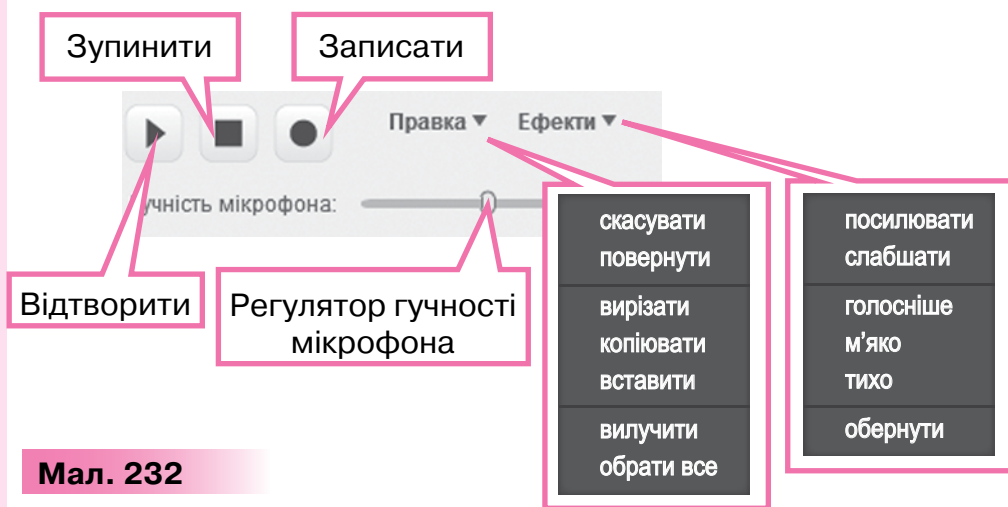 Зупинити
Записати
Правка
Ефекти
учність мікрофона:
Відтворити
Регулятор гучності
мікрофона
скасувати
повернути
вирізати
копіювати
вставити
вилучити
обрати все
посилювати
слабшати
голосніше
м'яко
тихо
обернути
Мал. 232